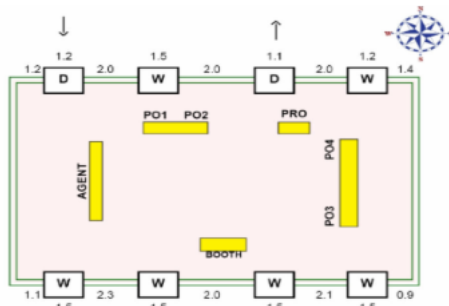 1.2 1.5 1.1 1.2
1.2 D 2.0 W 2.0 D 2.0 W 1.4
PO1 PO2 PRO
AGENT
PO4
PO3
BOOTH
W W W W
1.1 2.3 2.0 2.1 0.9